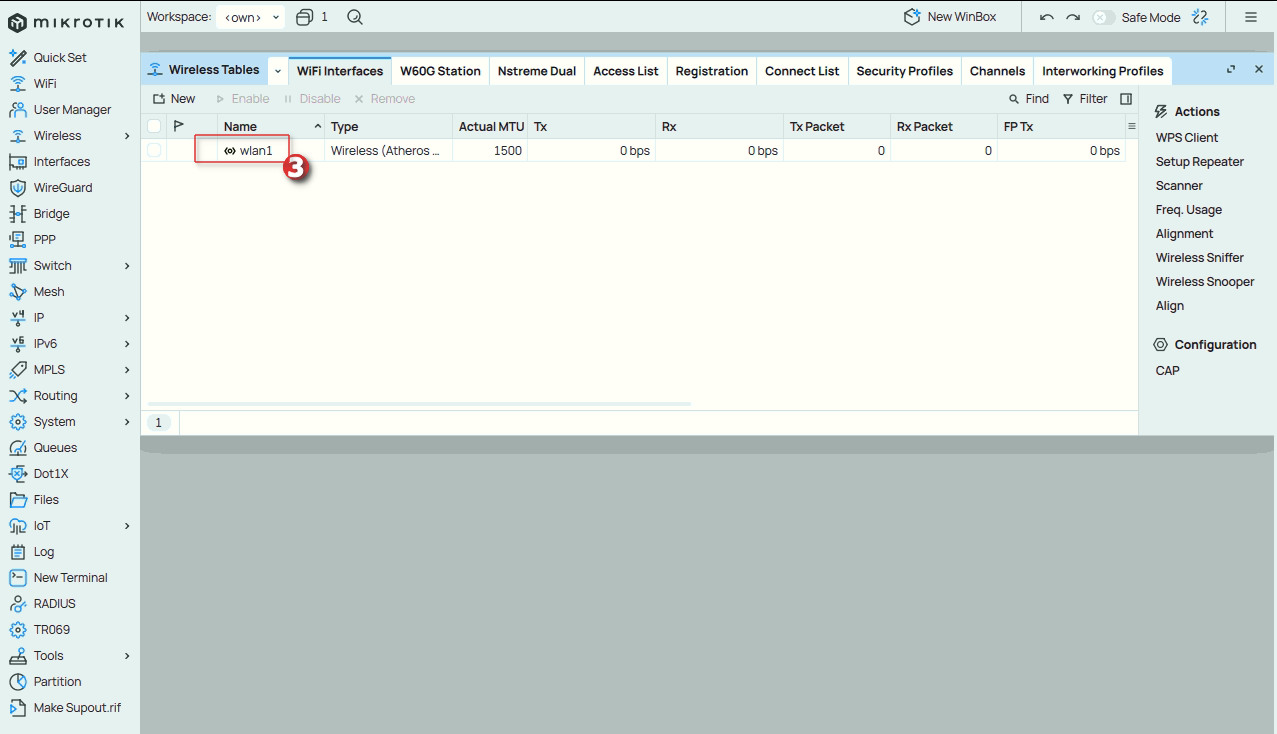 MIKROTIK
Workspace: <own> 1
New WinBox
Safe Mode
Quick Set
WiFi
User Manager
Wireless
Interfaces
WireGuard
Bridge
PPP
Switch
Mesh
IP
IPv6
MPLS
Routing
System
Queues
Dot1X
Files
IoT
Log
New Terminal
RADIUS
TR069
Tools
Partition
Make Supout.rif
Wireless Tables
WiFi Interfaces W60G Station Nstreme Dual Access List Registration Connect List Security Profiles Channels Interworking Profiles
New Enable Disable Remove Find Filter
Name Type Actual MTU Tx Rx Tx Packet Rx Packet FP Tx
wlan1 Wireless (Atheros ... 1500 0 bps 0 bps 0 0 0 bps
3
1
Actions
WPS Client
Setup Repeater
Scanner
Freq. Usage
Alignment
Wireless Sniffer
Wireless Snooper
Align
Configuration
CAP